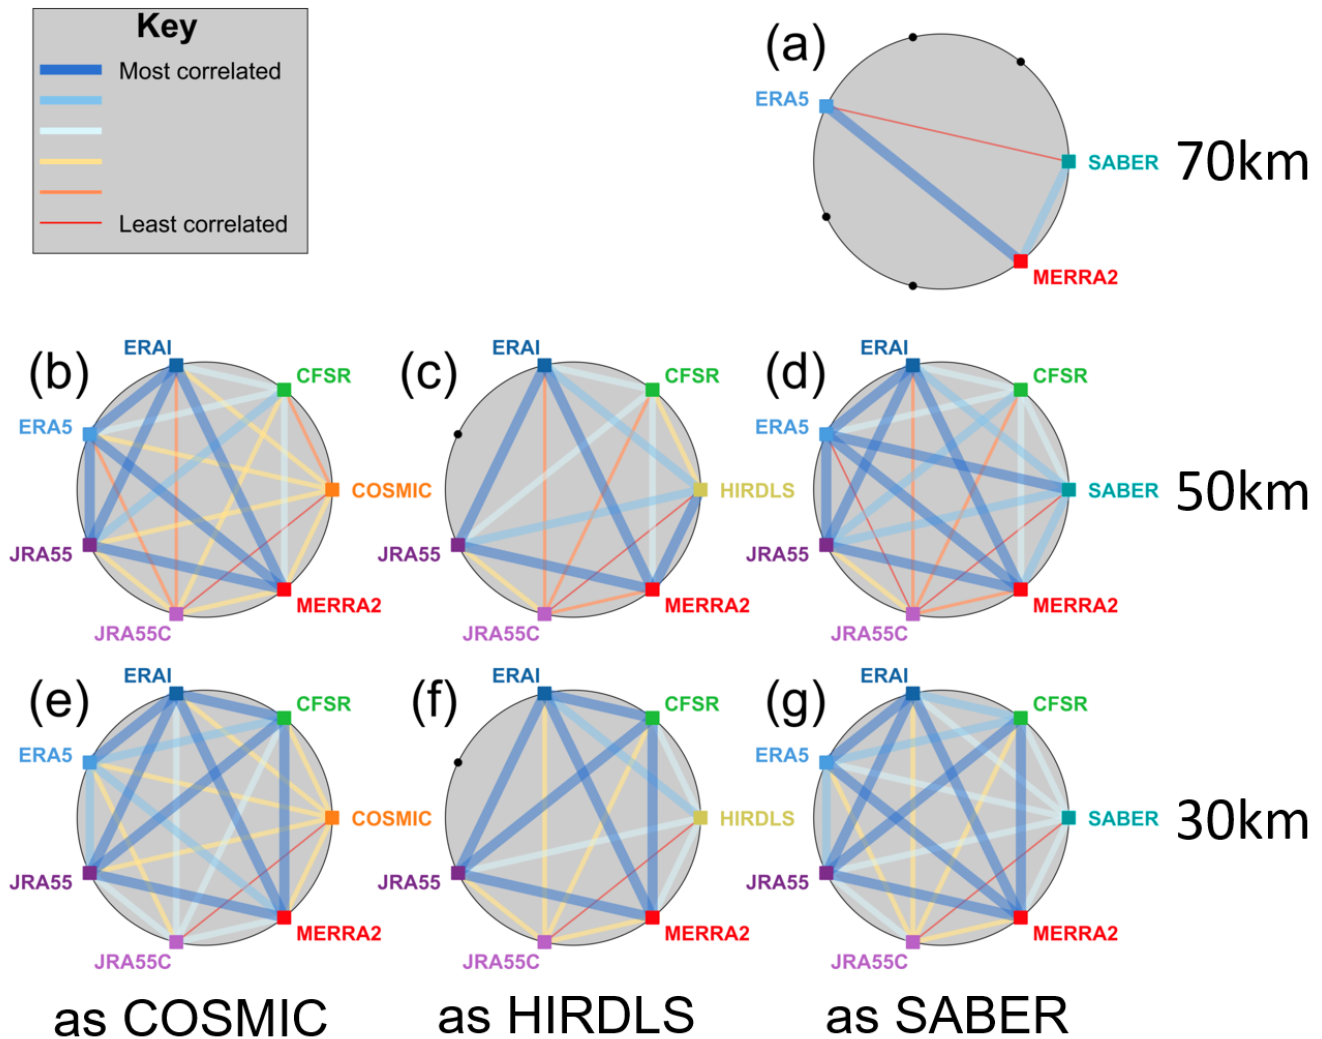 Key
Most correlated
Least correlated
(a)
ERA5
SABER
MERRA2
70km
(b)
ERAI
CFSR
ERA5
COSMIC
JRA55
MERRA2
JRA55C
(c)
ERAI
CFSR
HIRDLS
JRA55
MERRA2
JRA55C
(d)
ERAI
CFSR
ERA5
SABER
JRA55
MERRA2
JRA55C
50km
(e)
ERAI
CFSR
ERA5
COSMIC
JRA55
MERRA2
JRA55C
(f)
ERAI
CFSR
HIRDLS
JRA55
MERRA2
JRA55C
(g)
ERAI
CFSR
ERA5
SABER
JRA55
MERRA2
JRA55C
30km
as COSMIC
as HIRDLS
as SABER